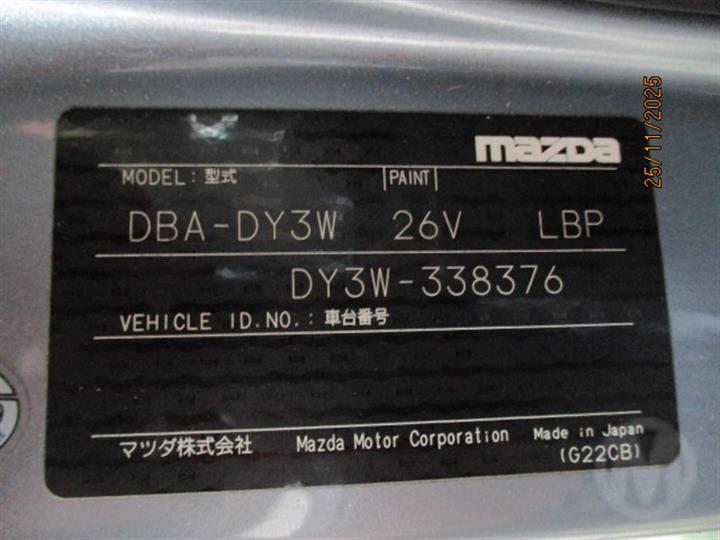 mazda
MODEL: 型式 PAINT
DBA-DY3W 26V LBP
DY3W-338376
VEHICLE ID.NO.: 車台番号
マツダ株式会社 Mazda Motor Corporation Made in Japan
(G22CB)
25/11/2025